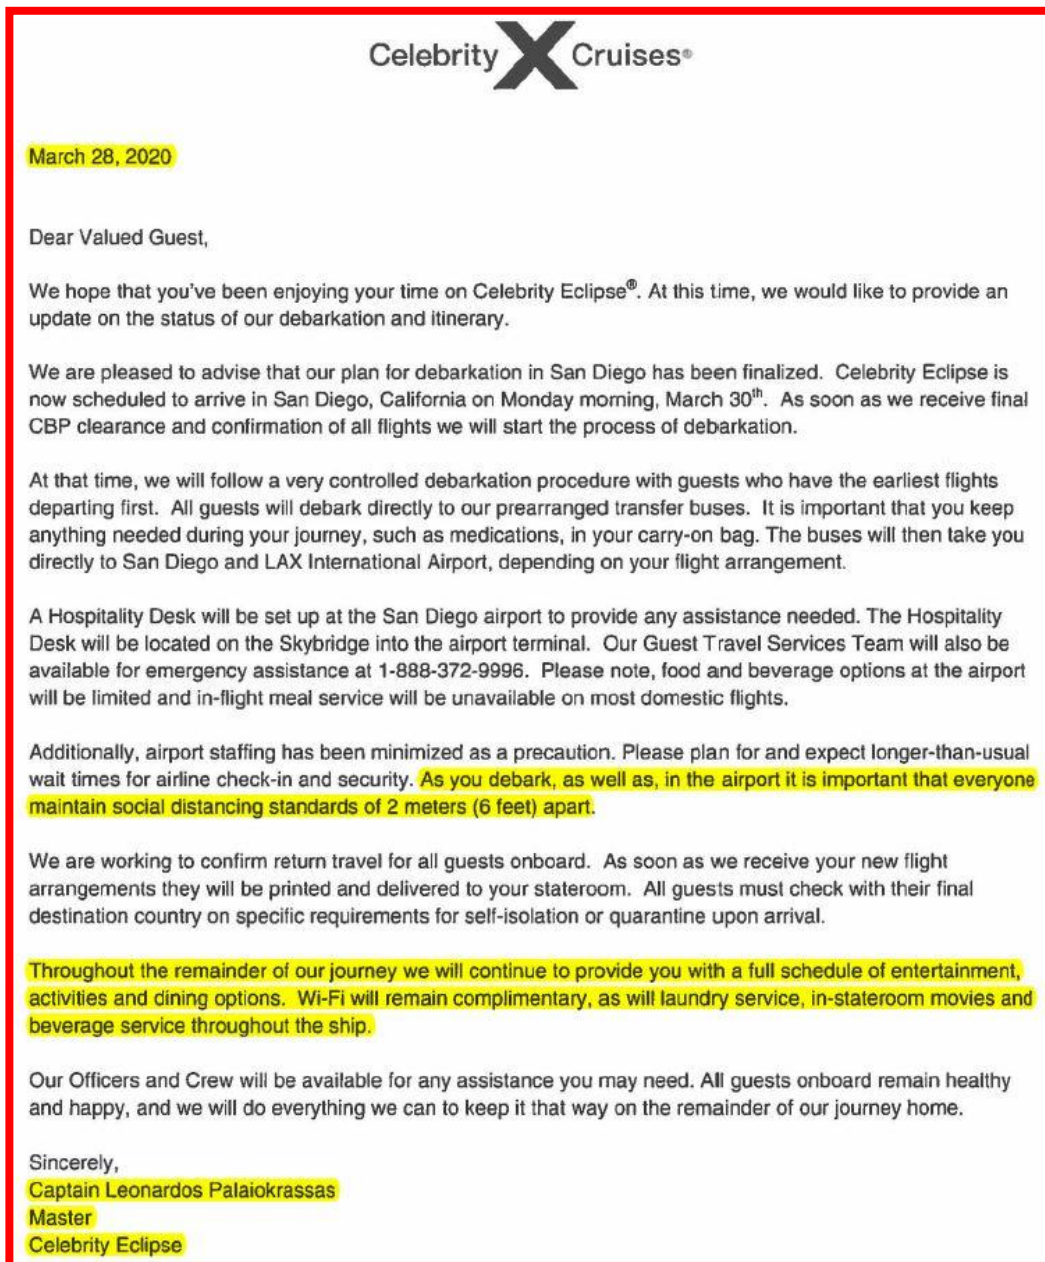 Celebrity X Cruises®
March 28, 2020
Dear Valued Guest,
We hope that you've been enjoying your time on Celebrity Eclipse®. At this time, we would like to provide an
update on the status of our debarkation and itinerary.
We are pleased to advise that our plan for debarkation in San Diego has been finalized. Celebrity Eclipse is
now scheduled to arrive in San Diego, California on Monday morning, March 30th. As soon as we receive final
CBP clearance and confirmation of all flights we will start the process of debarkation.
At that time, we will follow a very controlled debarkation procedure with guests who have the earliest flights
departing first. All guests will debark directly to our prearranged transfer buses. It is important that you keep
anything needed during your journey, such as medications, in your carry-on bag. The buses will then take you
directly to San Diego and LAX International Airport, depending on your flight arrangement.
A Hospitality Desk will be set up at the San Diego airport to provide any assistance needed. The Hospitality
Desk will be located on the Skybridge into the airport terminal. Our Guest Travel Services Team will also be
available for emergency assistance at 1-888-372-9996. Please note, food and beverage options at the airport
will be limited and in-flight meal service will be unavailable on most domestic flights.
Additionally, airport staffing has been minimized as a precaution. Please plan for and expect longer-than-usual
wait times for airline check-in and security. As you debark, as well as, in the airport it is important that everyone
maintain social distancing standards of 2 meters (6 feet) apart.
We are working to confirm return travel for all guests onboard. As soon as we receive your new flight
arrangements they will be printed and delivered to your stateroom. All guests must check with their final
destination country on specific requirements for self-isolation or quarantine upon arrival.
Throughout the remainder of our journey we will continue to provide you with a full schedule of entertainment,
activities and dining options. Wi-Fi will remain complimentary, as will laundry service, in-stateroom movies and
beverage service throughout the ship.
Our Officers and Crew will be available for any assistance you may need. All guests onboard remain healthy
and happy, and we will do everything we can to keep it that way on the remainder of our journey home.
Sincerely,
Captain Leonardos Palaiokrassas
Master
Celebrity Eclipse